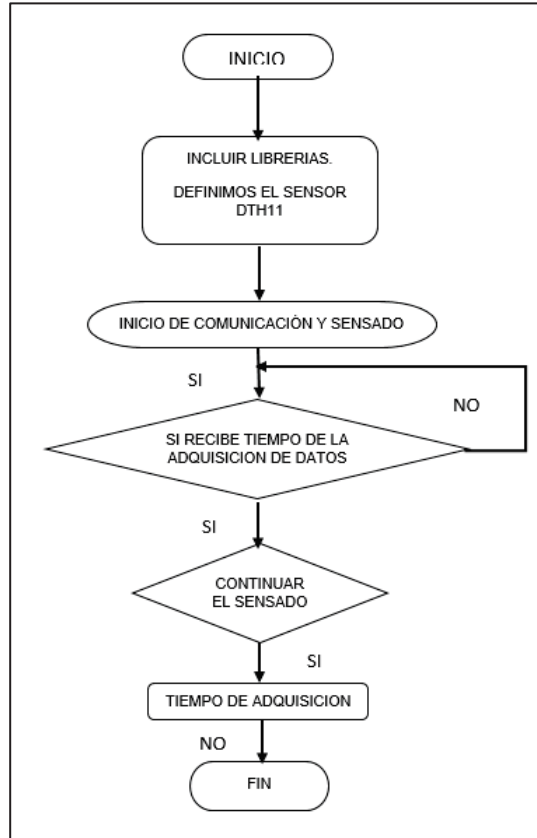 INICIO
INCLUIR LIBRERIAS.
DEFINIMOS EL SENSOR
DTH11
INICIO DE COMUNICACIÓN Y SENSADO
SI
NO
SI RECIBE TIEMPO DE LA
ADQUISICION DE DATOS
SI
CONTINUAR
EL SENSADO
SI
TIEMPO DE ADQUISICION
NO
FIN